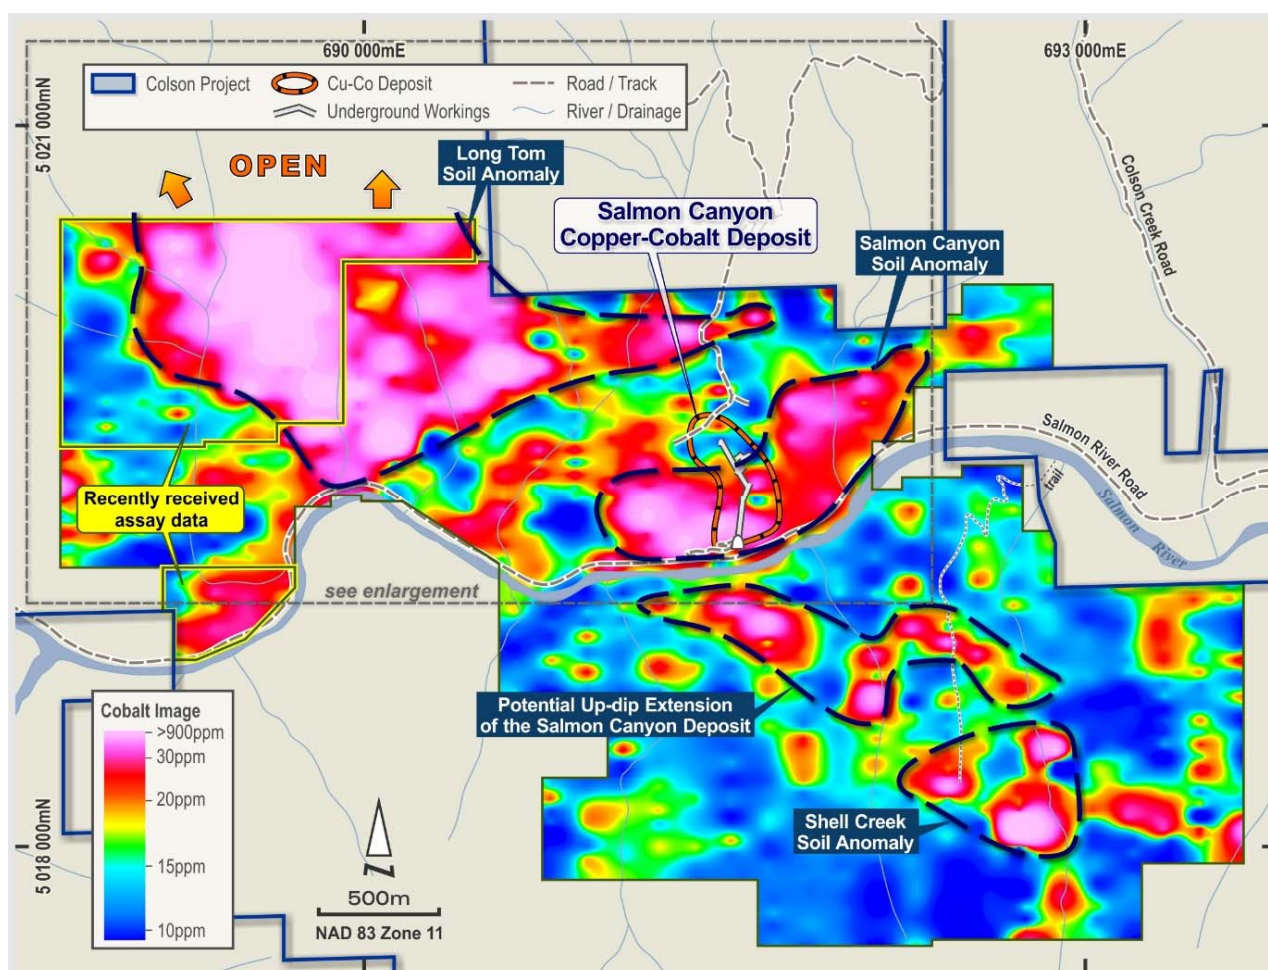 690 000mE
693 000mE
5 021 000mN
Colson Project
Cu-Co Deposit
Road / Track
Underground Workings
River / Drainage
OPEN
Long Tom
Soil Anomaly
Salmon Canyon
Copper-Cobalt Deposit
Salmon Canyon
Soil Anomaly
Colson Creek Road
Salmon River Road
trail
Salmon River
Recently received
assay data
see enlargement
Potential Up-dip Extension
of the Salmon Canyon Deposit
Shell Creek
Soil Anomaly
Cobalt Image
>900ppm
30ppm
20ppm
15ppm
10ppm
5 018 000mN
N
500m
NAD 83 Zone 11